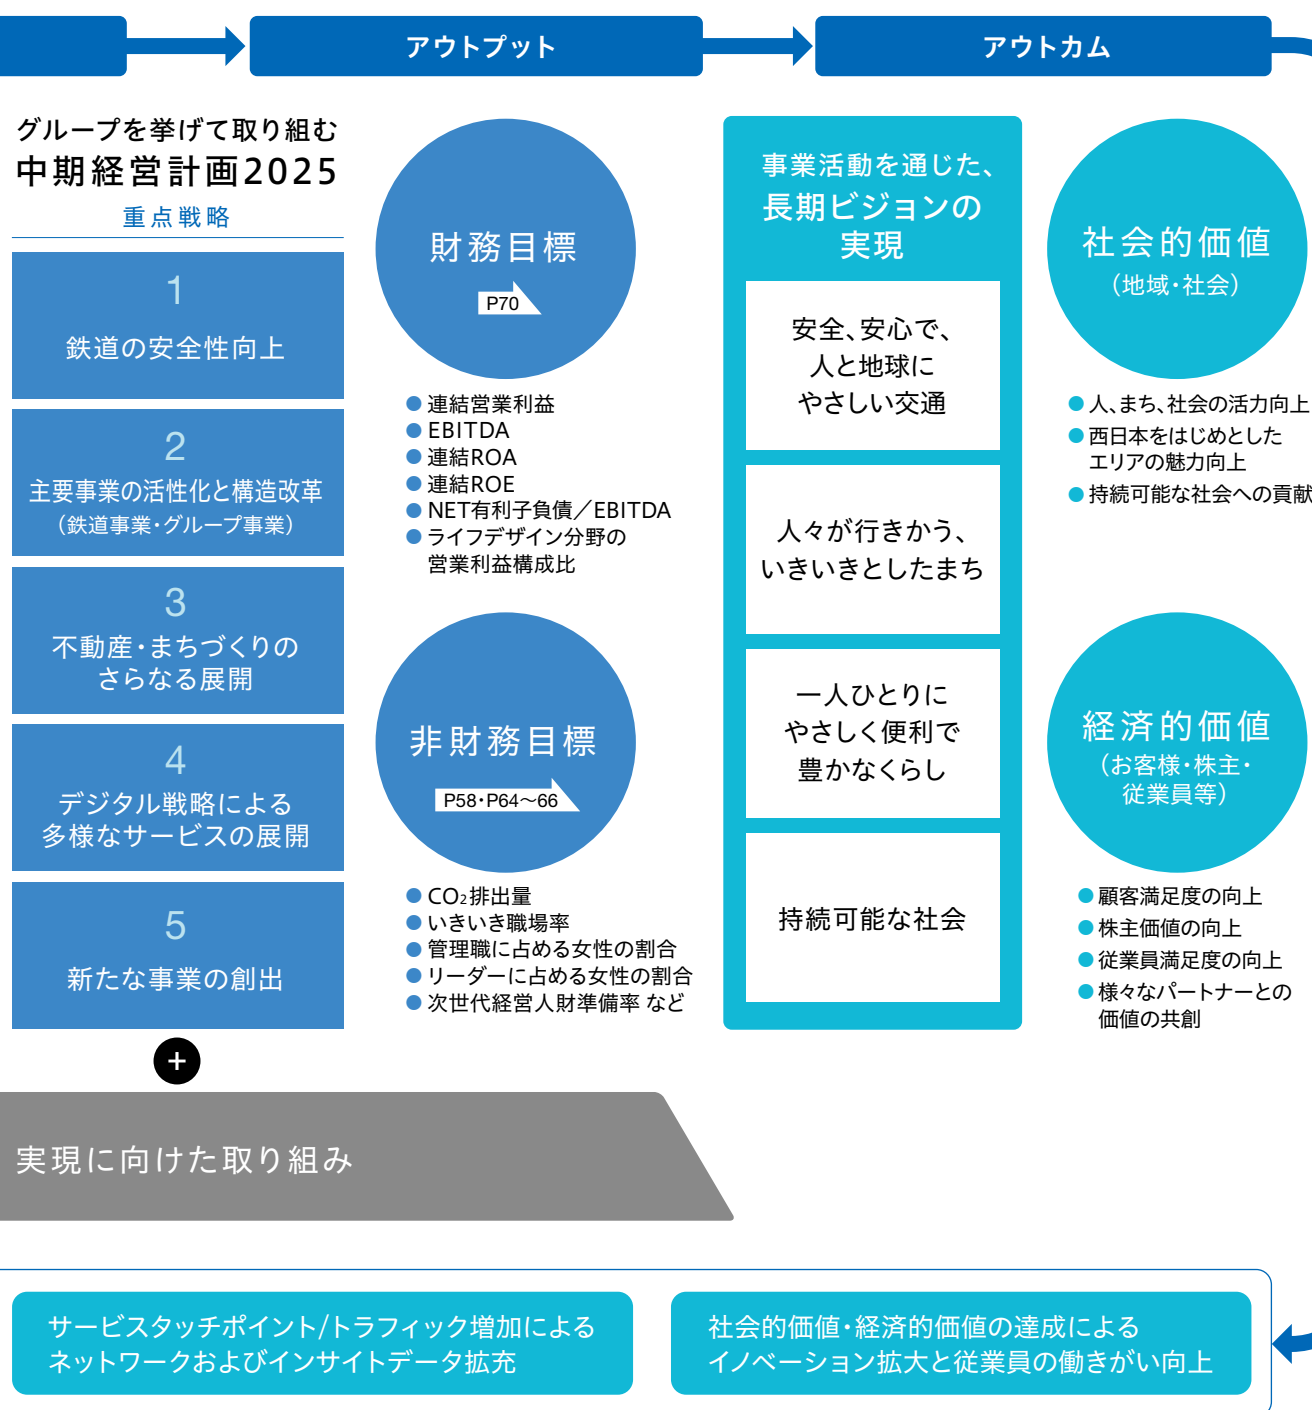 アウトプット
アウトカム
グループを挙げて取り組む
中期経営計画2025
重点戦略
1
鉄道の安全性向上
2
主要事業の活性化と構造改革
（鉄道事業・グループ事業）
3
不動産・まちづくりの
さらなる展開
4
デジタル戦略による
多様なサービスの展開
5
新たな事業の創出
+
財務目標
P70
● 連結営業利益
● EBITDA
● 連結ROA
● 連結ROE
● NET有利子負債／EBITDA
● ライフデザイン分野の
営業利益構成比
非財務目標
P58・P64～66
● CO₂排出量
● いきいき職場率
● 管理職に占める女性の割合
● リーダーに占める女性の割合
● 次世代経営人財準備率 など
事業活動を通じた、
長期ビジョンの
実現
安全、安心で、
人と地球に
やさしい交通
人々が行きかう、
いきいきとしたまち
一人ひとりに
やさしく便利で
豊かなくらし
持続可能な社会
社会的価値
（地域・社会）
● 人、まち、社会の活力向上
● 西日本をはじめとした
エリアの魅力向上
● 持続可能な社会への貢献
経済的価値
（お客様・株主・
従業員等）
● 顧客満足度の向上
● 株主価値の向上
● 従業員満足度の向上
● 様々なパートナーとの
価値の共創
実現に向けた取り組み
サービスタッチポイント/トラフィック増加による
ネットワークおよびインサイトデータ拡充
社会的価値・経済的価値の達成による
イノベーション拡大と従業員の働きがい向上